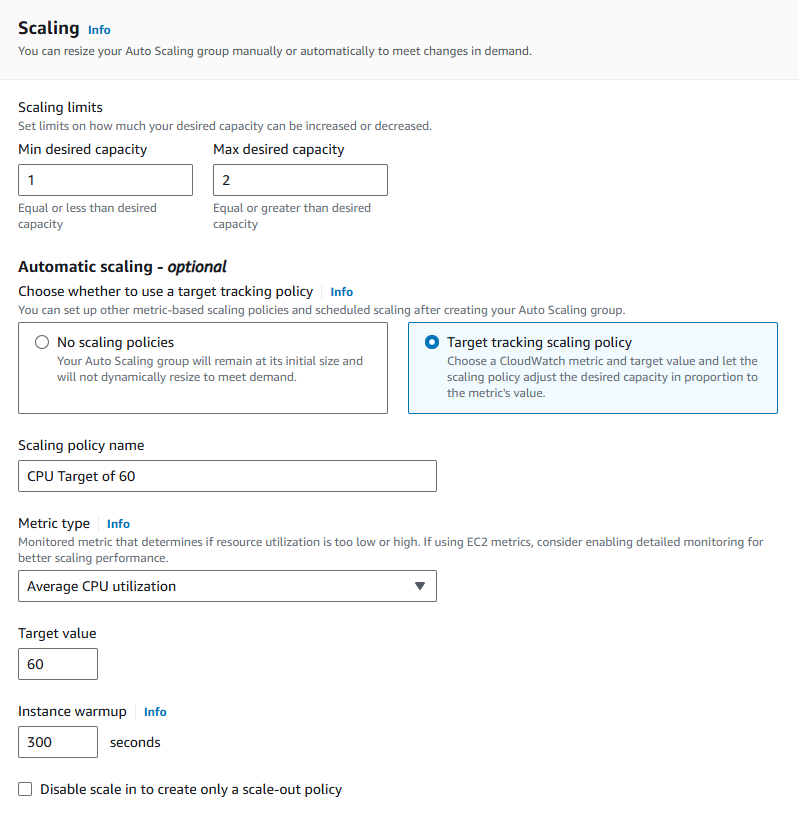 Scaling Info
You can resize your Auto Scaling group manually or automatically to meet changes in demand.
Scaling limits
Set limits on how much your desired capacity can be increased or decreased.
Min desired capacity
Max desired capacity
1
2
Equal or less than desired
capacity
Equal or greater than desired
capacity
Automatic scaling - optional
Choose whether to use a target tracking policy Info
You can set up other metric-based scaling policies and scheduled scaling after creating your Auto Scaling group.
No scaling policies
Your Auto Scaling group will remain at its initial size and
will not dynamically resize to meet demand.
Target tracking scaling policy
Choose a CloudWatch metric and target value and let the
scaling policy adjust the desired capacity in proportion to
the metric's value.
Scaling policy name
CPU Target of 60
Metric type Info
Monitored metric that determines if resource utilization is too low or high. If using EC2 metrics, consider enabling detailed monitoring for
better scaling performance.
Average CPU utilization
Target value
60
Instance warmup Info
300 seconds
Disable scale in to create only a scale-out policy